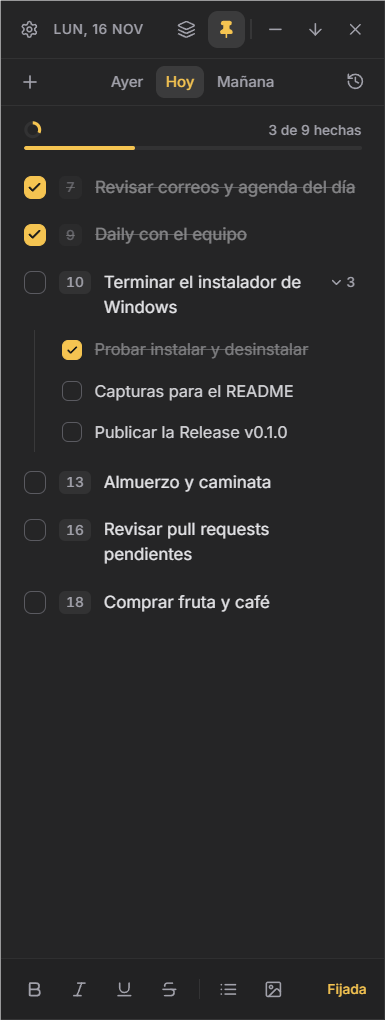 LUN, 16 NOV
Ayer Hoy Mañana
3 de 9 hechas
7 Revisar correos y agenda del día
9 Daily con el equipo
10 Terminar el instalador de 3
Windows
Probar instalar y desinstalar
Capturas para el README
Publicar la Release v0.1.0
13 Almuerzo y caminata
16 Revisar pull requests
pendientes
18 Comprar fruta y café
B I U S Fijada